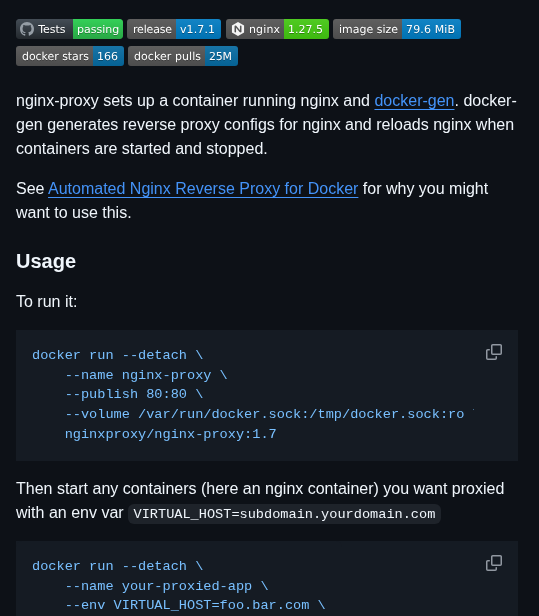 Tests passing release v1.7.1 nginx 1.27.5 image size 79.6 MiB
docker stars 166 docker pulls 25M
nginx-proxy sets up a container running nginx and docker-gen. docker-
gen generates reverse proxy configs for nginx and reloads nginx when
containers are started and stopped.
See Automated Nginx Reverse Proxy for Docker for why you might
want to use this.
Usage
To run it:
docker run --detach \
    --name nginx-proxy \
    --publish 80:80 \
    --volume /var/run/docker.sock:/tmp/docker.sock:ro
    nginxproxy/nginx-proxy:1.7
Then start any containers (here an nginx container) you want proxied
with an env var VIRTUAL_HOST=subdomain.yourdomain.com
docker run --detach \
    --name your-proxied-app \
    --env VIRTUAL_HOST=foo.bar.com \